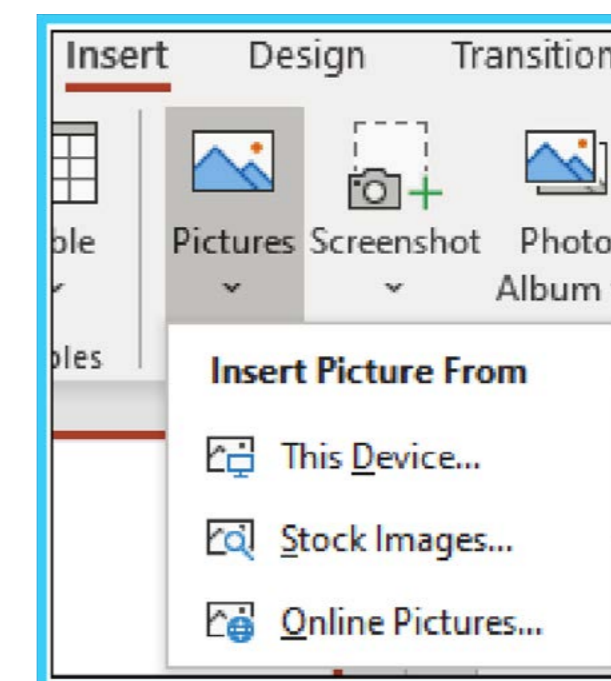 Insert Design Transition
ble Pictures Screenshot Photo
Album
bles
Insert Picture From
This Device...
Stock Images...
Online Pictures...